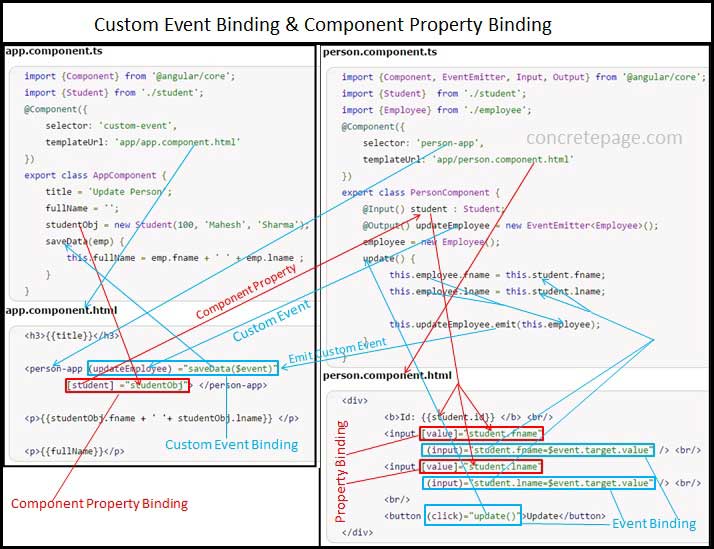 Custom Event Binding & Component Property Binding
app.component.ts
import {Component} from '@angular/core';
import {Student} from './student';
@Component({
selector: 'custom-event',
templateUrl: 'app/app.component.html'
})
export class AppComponent {
title = 'Update Person';
fullName = '';
studentObj = new Student(100, 'Mahesh', 'Sharma');
saveData(emp) {
this.fullName = emp.fname + ' ' + emp.lname ;
}
}
app.component.html
<h3>{{title}}</h3>
<person-app (updateEmployee) ="saveData($event)"
[student] ="studentObj"> </person-app>
<p>{{studentObj.fname + ' '+ studentObj.lname}} </p>
<p>{{fullName}}</p>
Custom Event Binding
Component Property Binding
Component Property
Custom Event
Emit Custom Event
person.component.ts
import {Component, EventEmitter, Input, Output} from '@angular/core';
import {Student}  from './student';
import {Employee} from './employee';
@Component({
selector: 'person-app',
templateUrl: 'app/person.component.html'
})
concretepage.com
export class PersonComponent {
@Input() student : Student;
@Output() updateEmployee = new EventEmitter<Employee>();
employee = new Employee();
update() {
this.employee.fname = this.student.fname;
this.employee.lname = this.student.lname;
this.updateEmployee.emit(this.employee);
}
person.component.html
<div>
<b>Id: {{student.id}} </b> <br/>
<input [value]="student.fname"
(input)="student.fname=$event.target.value" /> <br/>
<input [value]="student.lname"
(input)="student.lname=$event.target.value" /> <br/>
<br/>
<button (click)="update()">Update</button>
</div>
Property Binding
Event Binding